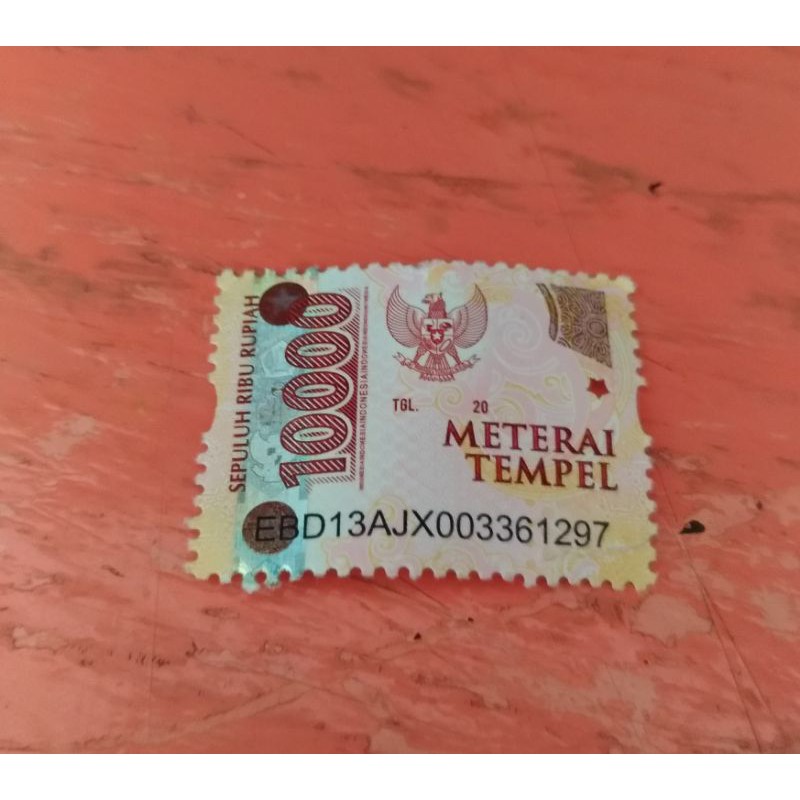 SEPULUH RIBU RUPIAH
10000
TGL. 20
METERAI
TEMPEL
EBD13AJX003361297